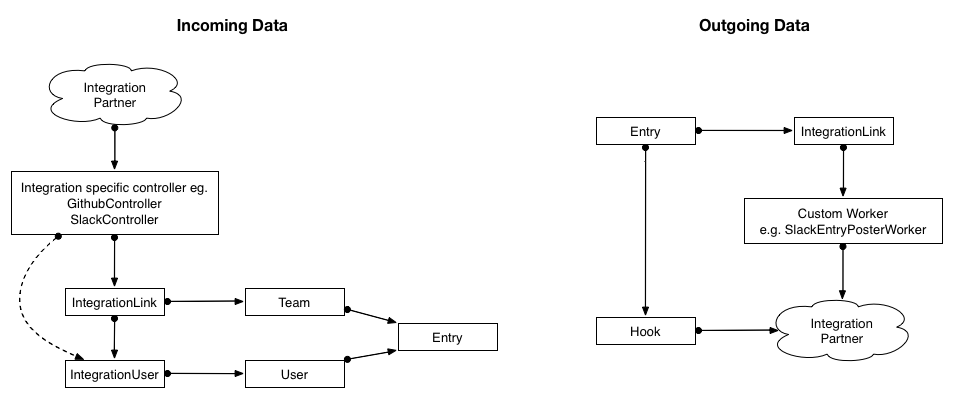 Incoming Data
Outgoing Data
Integration
Partner
Integration specific controller eg.
GithubController
SlackController
IntegrationLink
Team
Entry
IntegrationUser
User
Entry
IntegrationLink
Custom Worker
e.g. SlackEntryPosterWorker
Hook
Integration
Partner